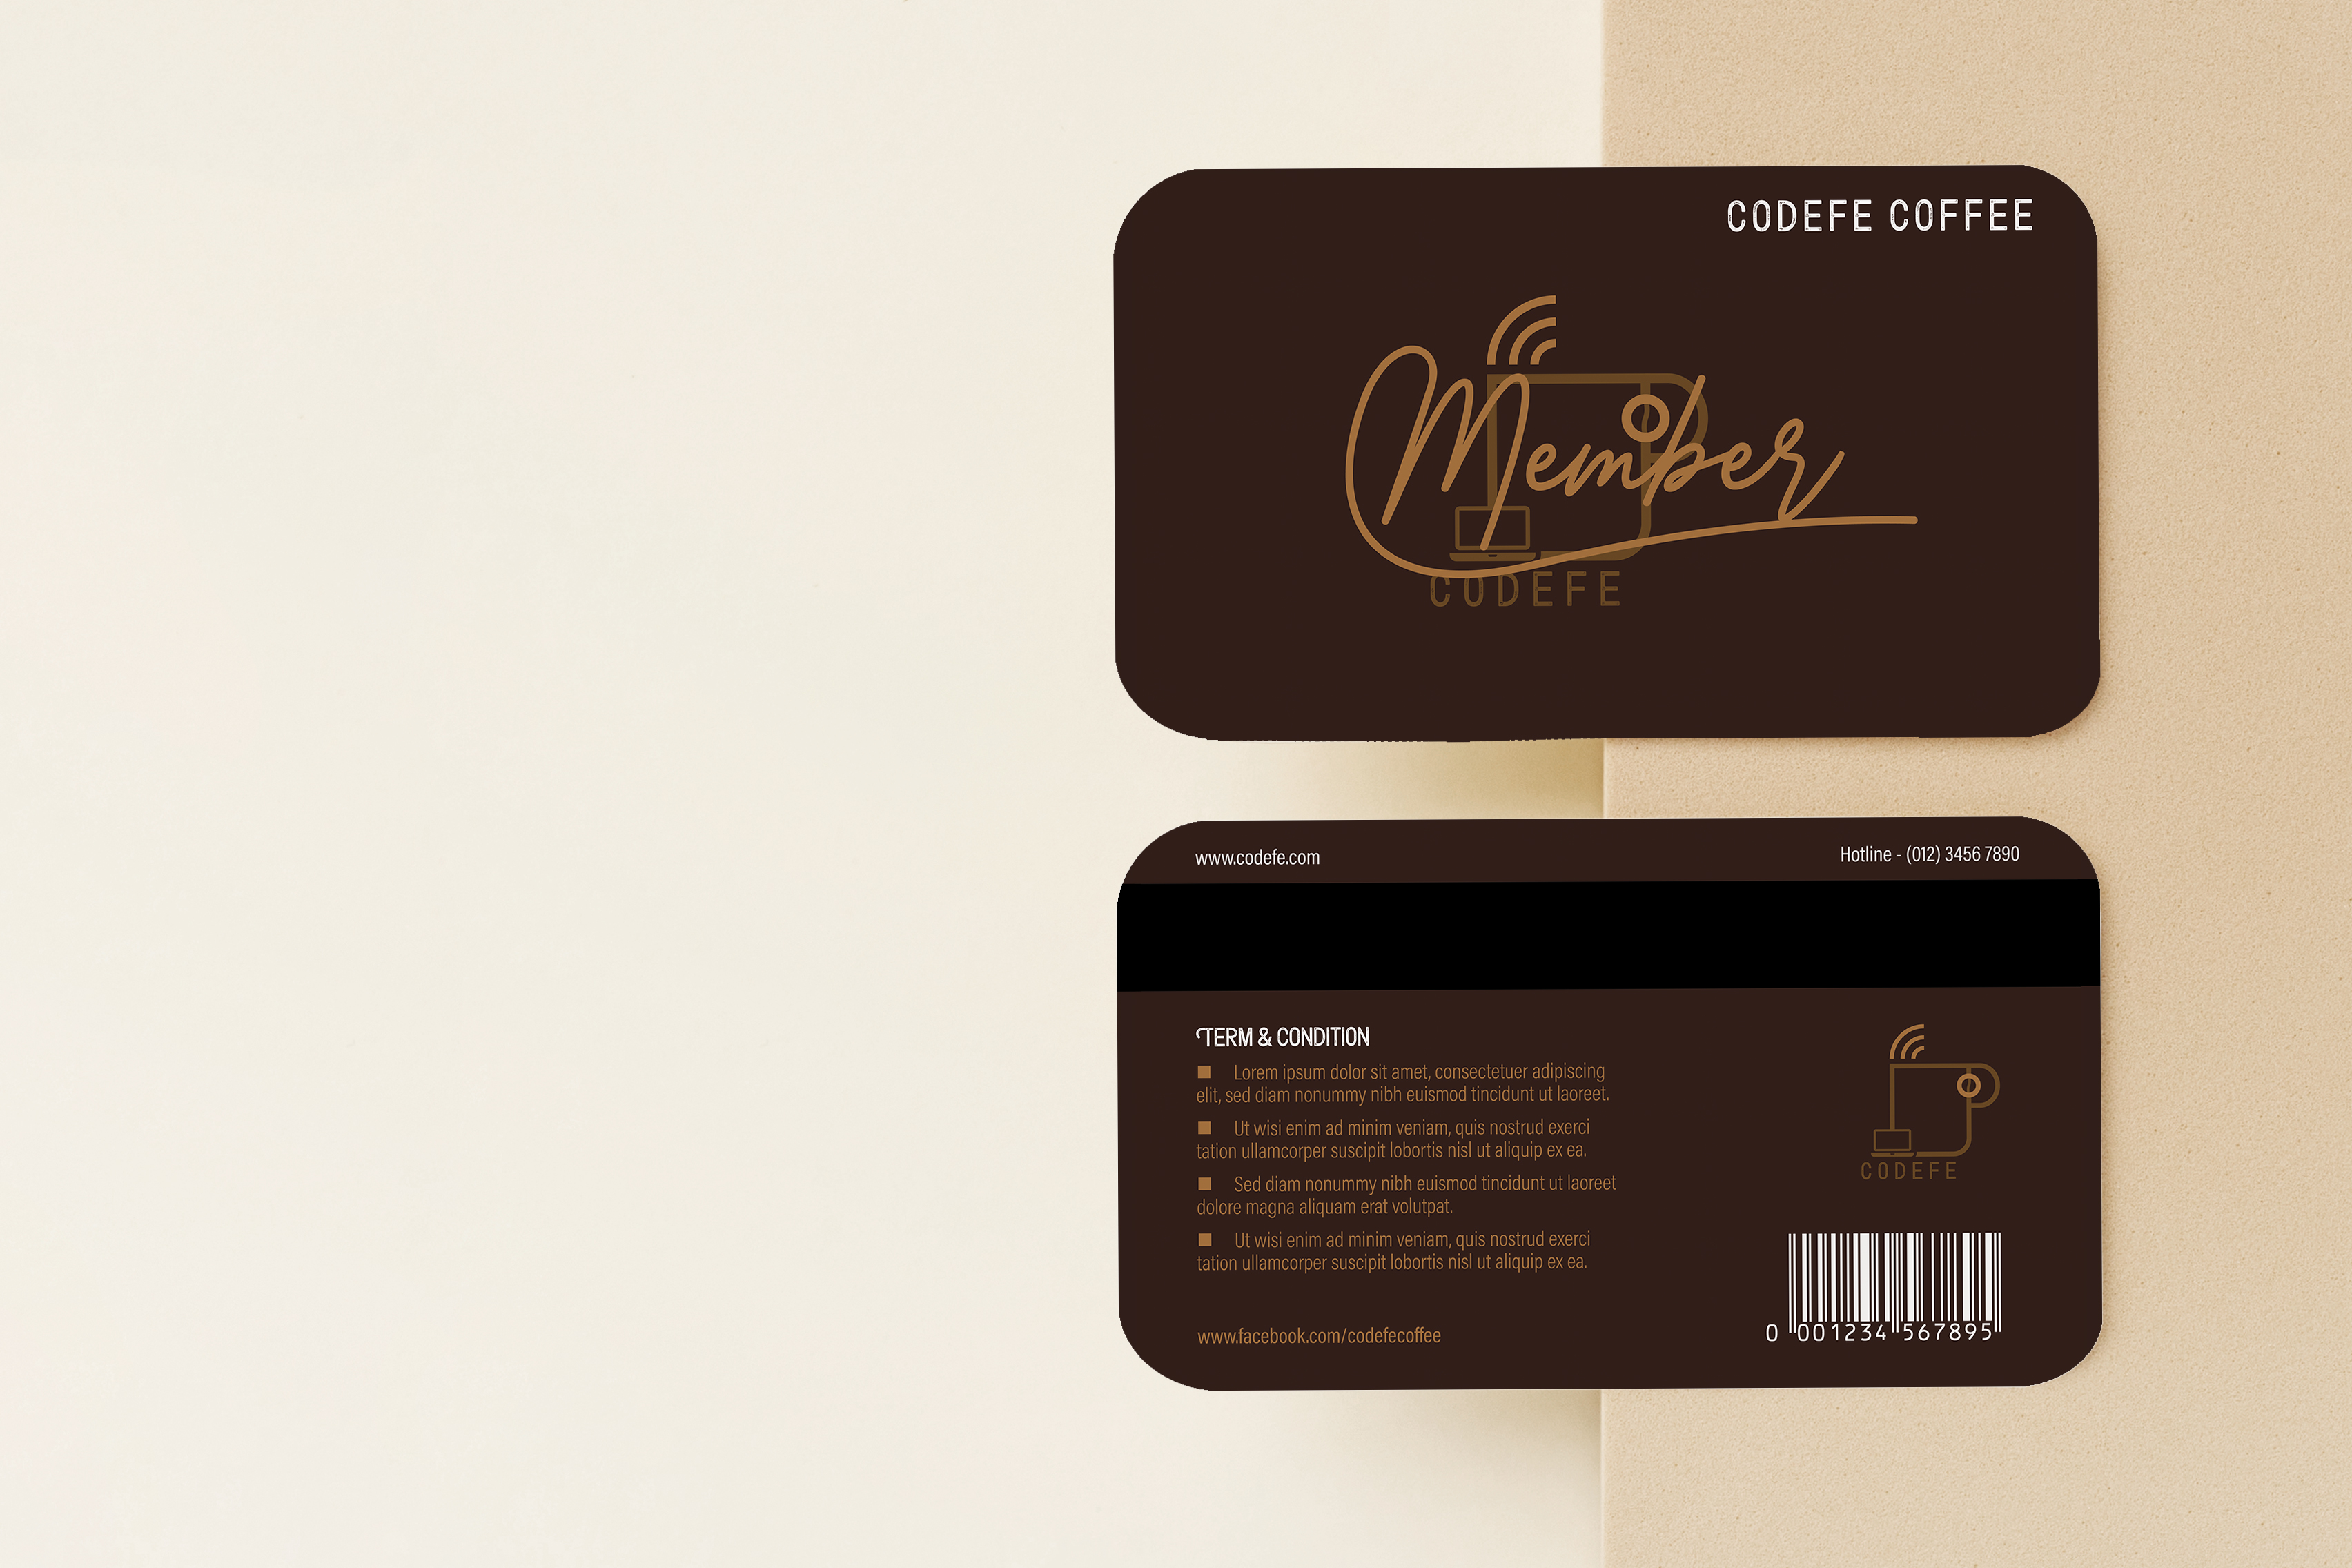 CODEFE COFFEE
Member
CODEFE
www.codefe.com
Hotline - (012) 3456 7890
TERM & CONDITION
Lorem ipsum dolor sit amet, consectetuer adipiscing
elit, sed diam nonummy nibh euismod tincidunt ut laoreet.
Ut wisi enim ad minim veniam, quis nostrud exerci
tation ullamcorper suscipit lobortis nisl ut aliquip ex ea.
Sed diam nonummy nibh euismod tincidunt ut laoreet
dolore magna aliquam erat volutpat.
Ut wisi enim ad minim veniam, quis nostrud exerci
tation ullamcorper suscipit lobortis nisl ut aliquip ex ea.
www.facebook.com/codefecoffee
CODEFE
0 001234 567895